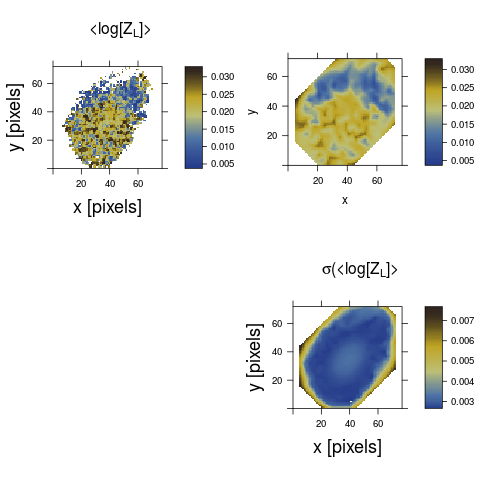 <log[Z_L]>
60
40
20
20 40 60
x [pixels]
y [pixels]
0.030
0.025
0.020
0.015
0.010
0.005
60
40
20
20 40 60
x
y
0.030
0.025
0.020
0.015
0.010
0.005
σ(<log[Z_L]>
60
40
20
20 40 60
x [pixels]
y [pixels]
0.007
0.006
0.005
0.004
0.003